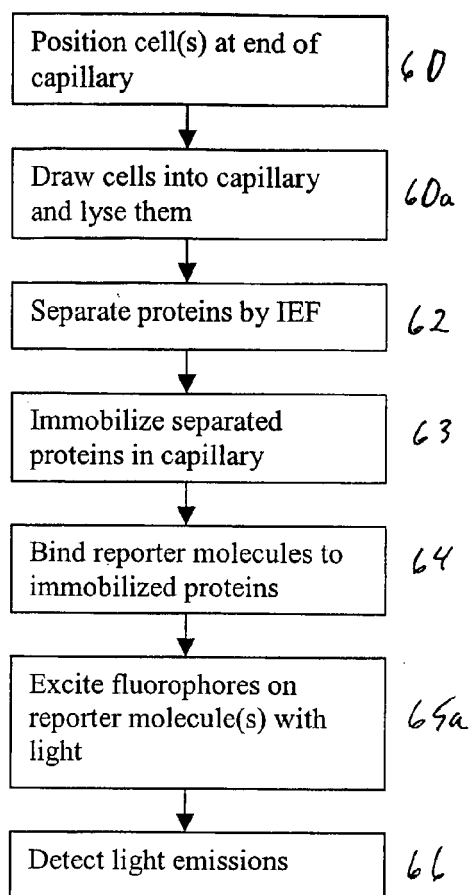 Position cell(s) at end of
capillary
60
Draw cells into capillary
and lyse them
60a
Separate proteins by IEF
62
Immobilize separated
proteins in capillary
63
Bind reporter molecules to
immobilized proteins
64
Excite fluorophores on
reporter molecule(s) with
light
65a
Detect light emissions
66